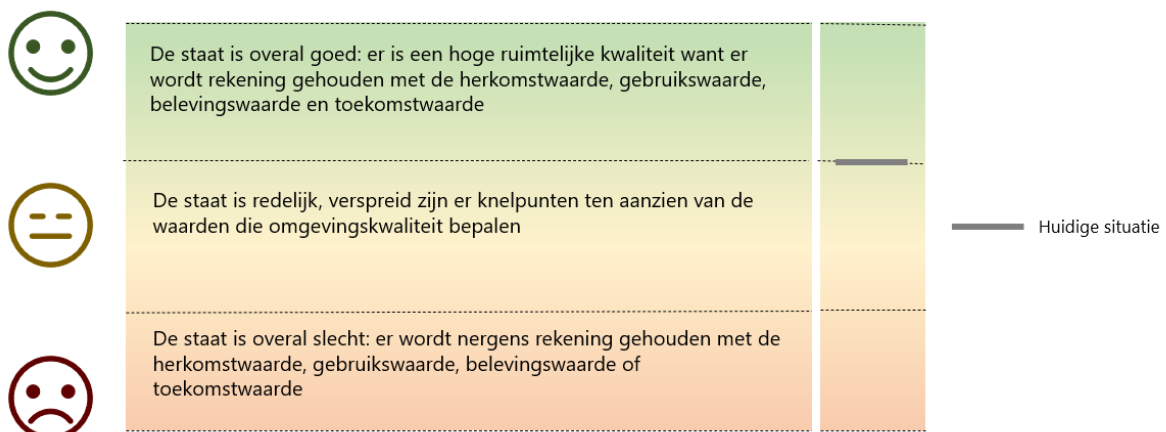 De staat is overal goed: er is een hoge ruimtelijke kwaliteit want er
wordt rekening gehouden met de herkomstwaarde, gebruikswaarde,
belevingswaarde en toekomstwaarde
De staat is redelijk, verspreid zijn er knelpunten ten aanzien van de
waarden die omgevingskwaliteit bepalen
Huidige situatie
De staat is overal slecht: er wordt nergens rekening gehouden met de
herkomstwaarde, gebruikswaarde, belevingswaarde of
toekomstwaarde